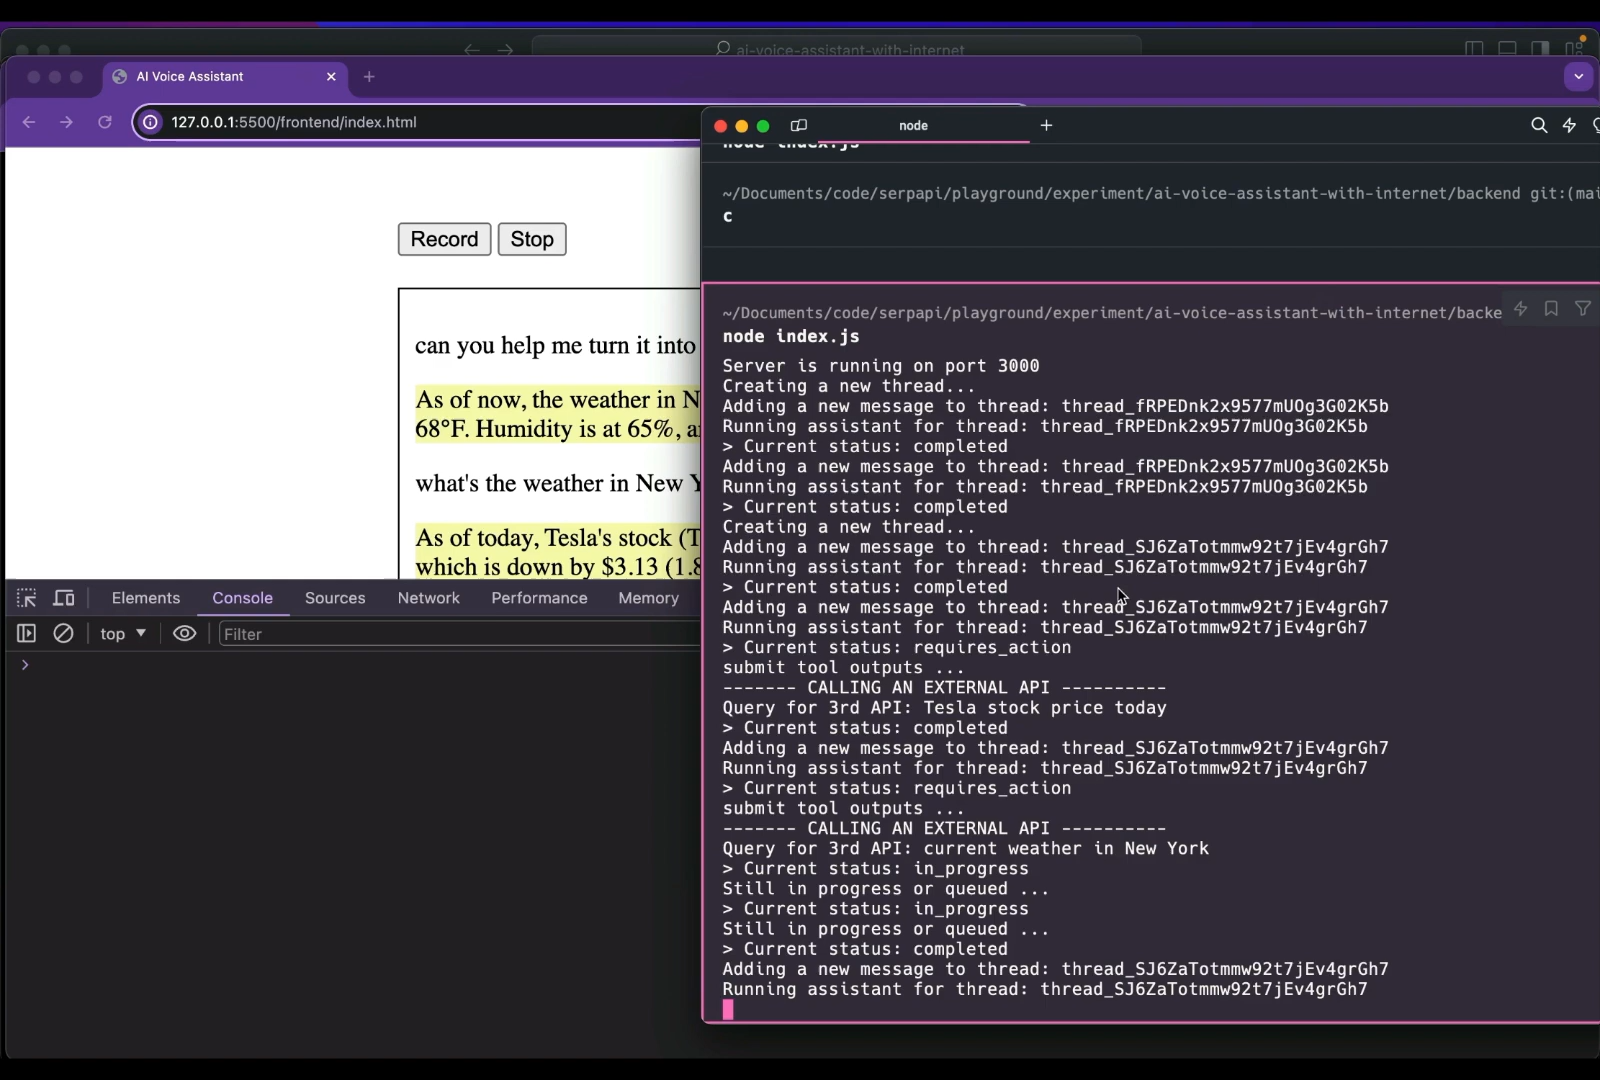 ai-voice-assistant-with-internet
AI Voice Assistant
127.0.0.1:5500/frontend/index.html
Record Stop
can you help me turn it into
As of now, the weather in N
68°F. Humidity is at 65%, a
what's the weather in New Y
As of today, Tesla's stock (T
which is down by $3.13 (1.8
Elements Console Sources Network Performance Memory
top Filter
>
node
node index.js
~/Documents/code/serpapi/playground/experiment/ai-voice-assistant-with-internet/backend git:(mai
c
~/Documents/code/serpapi/playground/experiment/ai-voice-assistant-with-internet/backe
node index.js
Server is running on port 3000
Creating a new thread...
Adding a new message to thread: thread_fRPEDnk2x9577mUOg3G02K5b
Running assistant for thread: thread_fRPEDnk2x9577mUOg3G02K5b
> Current status: completed
Adding a new message to thread: thread_fRPEDnk2x9577mUOg3G02K5b
Running assistant for thread: thread_fRPEDnk2x9577mUOg3G02K5b
> Current status: completed
Creating a new thread...
Adding a new message to thread: thread_SJ6ZaTotmmw92t7jEv4grGh7
Running assistant for thread: thread_SJ6ZaTotmmw92t7jEv4grGh7
> Current status: completed
Adding a new message to thread: thread_SJ6ZaTotmmw92t7jEv4grGh7
Running assistant for thread: thread_SJ6ZaTotmmw92t7jEv4grGh7
> Current status: requires_action
submit tool outputs ...
------- CALLING AN EXTERNAL API ----------
Query for 3rd API: Tesla stock price today
> Current status: completed
Adding a new message to thread: thread_SJ6ZaTotmmw92t7jEv4grGh7
Running assistant for thread: thread_SJ6ZaTotmmw92t7jEv4grGh7
> Current status: requires_action
submit tool outputs ...
------- CALLING AN EXTERNAL API ----------
Query for 3rd API: current weather in New York
> Current status: in_progress
Still in progress or queued ...
> Current status: in_progress
Still in progress or queued ...
> Current status: completed
Adding a new message to thread: thread_SJ6ZaTotmmw92t7jEv4grGh7
Running assistant for thread: thread_SJ6ZaTotmmw92t7jEv4grGh7